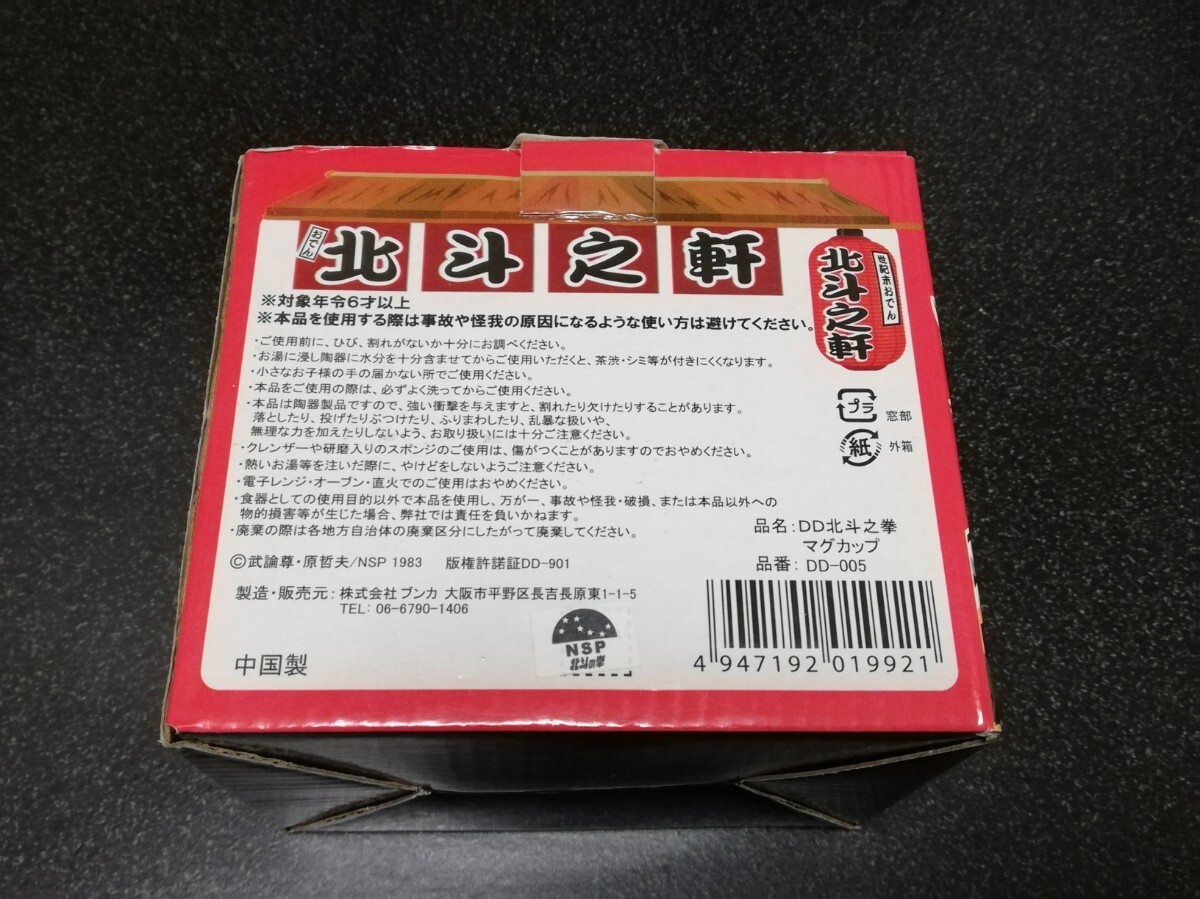 おでん
北斗之軒
世紀末おでん
北斗之軒
※対象年令6才以上
※本品を使用する際は事故や怪我の原因になるような使い方は避けてください。
・ご使用前に、ひび、割れがないか十分にお調べください。
・お湯に浸し陶器に水分を十分含ませてからご使用いただくと、茶渋・シミ等が付きにくくなります。
・小さなお子様の手の届かない所でご使用ください。
・本品をご使用の際は、必ずよく洗ってからご使用ください。
・本品は陶器製品ですので、強い衝撃を与えますと、割れたり欠けたりすることがあります。
落としたり、投げたりぶつけたり、ふりまわしたり、乱暴な扱いや、
無理な力を加えたりしないよう、お取り扱いには十分ご注意ください。
・クレンザーや研磨入りのスポンジのご使用は、傷がつくことがありますのでおやめください。
・熱いお湯等を注いだ際に、やけどをしないようご注意ください。
・電子レンジ・オーブン・直火でのご使用はおやめください。
・食器としての使用目的以外で本品を使用し、万が一、事故や怪我・破損、または本品以外への
物的損害等が生じた場合、弊社では責任を負いかねます。
・廃棄の際は各地方自治体の廃棄区分にしたがって廃棄してください。
プラ 窓部
紙 外箱
品名:DD北斗之拳
マグカップ
品番: DD-005
©武論尊・原哲夫/NSP 1983 版権許諾証DD-901
製造・販売元: 株式会社 ブンカ 大阪市平野区長吉長原東1-1-5
TEL: 06-6790-1406
中国製
NSP
4 947192 019921